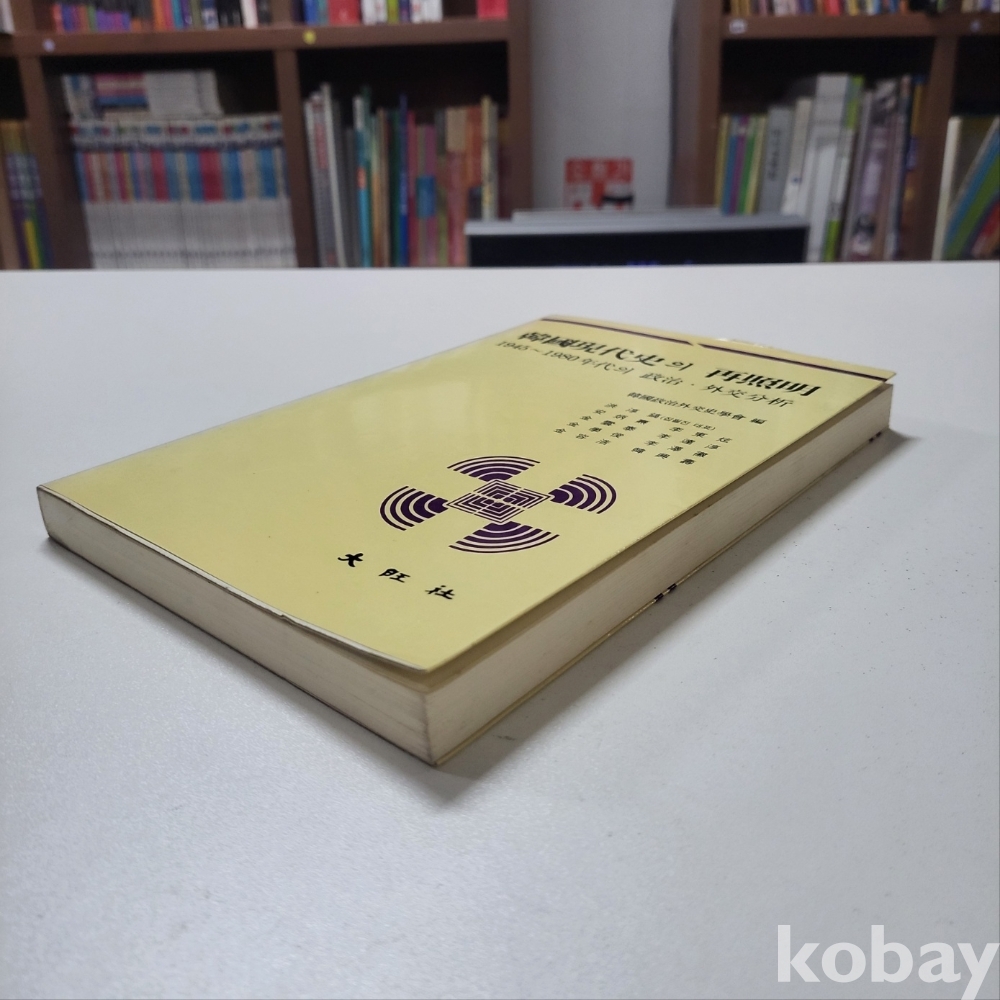 韓國現代史의 再照明
1945~1980年代의 政治·外交分析
韓國政治外交史學會 編
大旺社
kobay